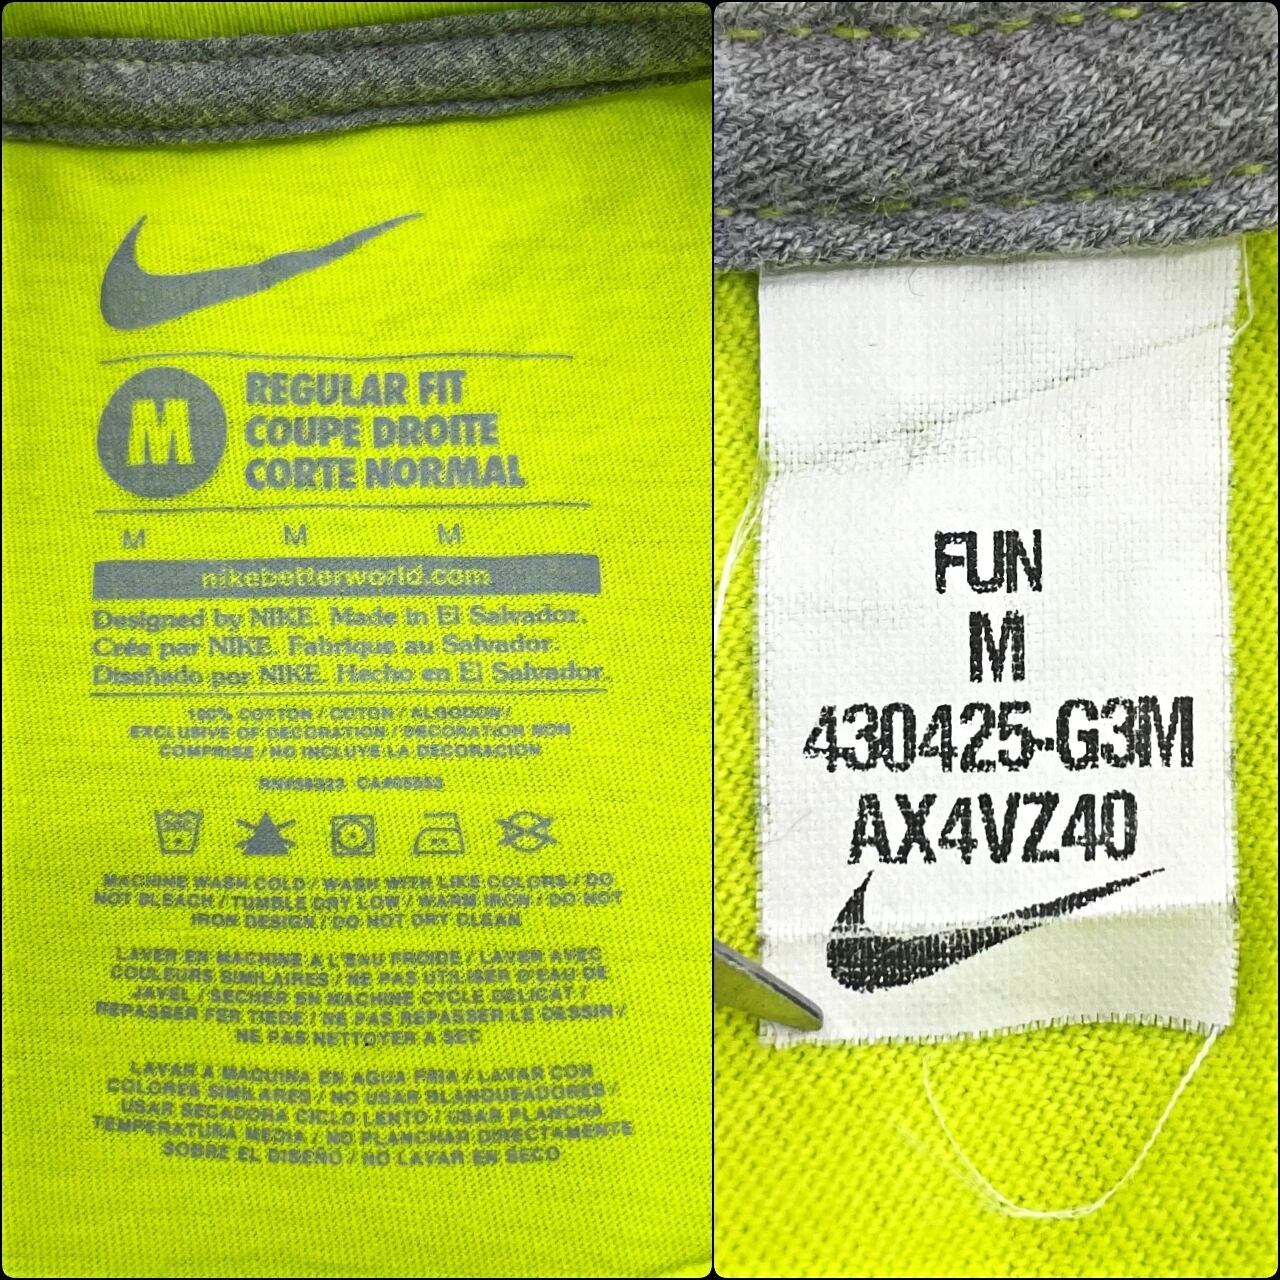 M
REGULAR FIT
COUPE DROITE
CORTE NORMAL
M M M
nikebetterworld.com
Designed by NIKE. Made in El Salvador.
Crée par NIKE. Fabrique au Salvador.
Diseñado por NIKE. Hecho en El Salvador.
100% COTTON / COTON / ALGODON /
EXCLUSIVE OF DECORATION / DECORATION NON
COMPRISE / NO INCLUYE LA DECORACION
RN#56323 CA#05553
MACHINE WASH COLD / WASH WITH LIKE COLORS / DO
NOT BLEACH / TUMBLE DRY LOW / WARM IRON / DO NOT
IRON DESIGN / DO NOT DRY CLEAN
LAVER EN MACHINE A L'EAU FROIDE / LAVER AVEC
COULEURS SIMILAIRES / NE PAS UTILISER D'EAU DE
JAVEL / SECHER EN MACHINE CYCLE DELICAT /
REPASSER FER TIEDE / NE PAS REPASSER LE DESSIN /
NE PAS NETTOYER A SEC
LAVAR A MAQUINA EN AGUA FRIA / LAVAR CON
COLORES SIMILARES / NO USAR BLANQUEADORES /
USAR SECADORA CICLO LENTO / USAR PLANCHA
TEMPERATURA MEDIA / NO PLANCHAR DIRECTAMENTE
SOBRE EL DISEÑO / NO LAVAR EN SECO
FUN
M
430425-G3M
AX4VZ40